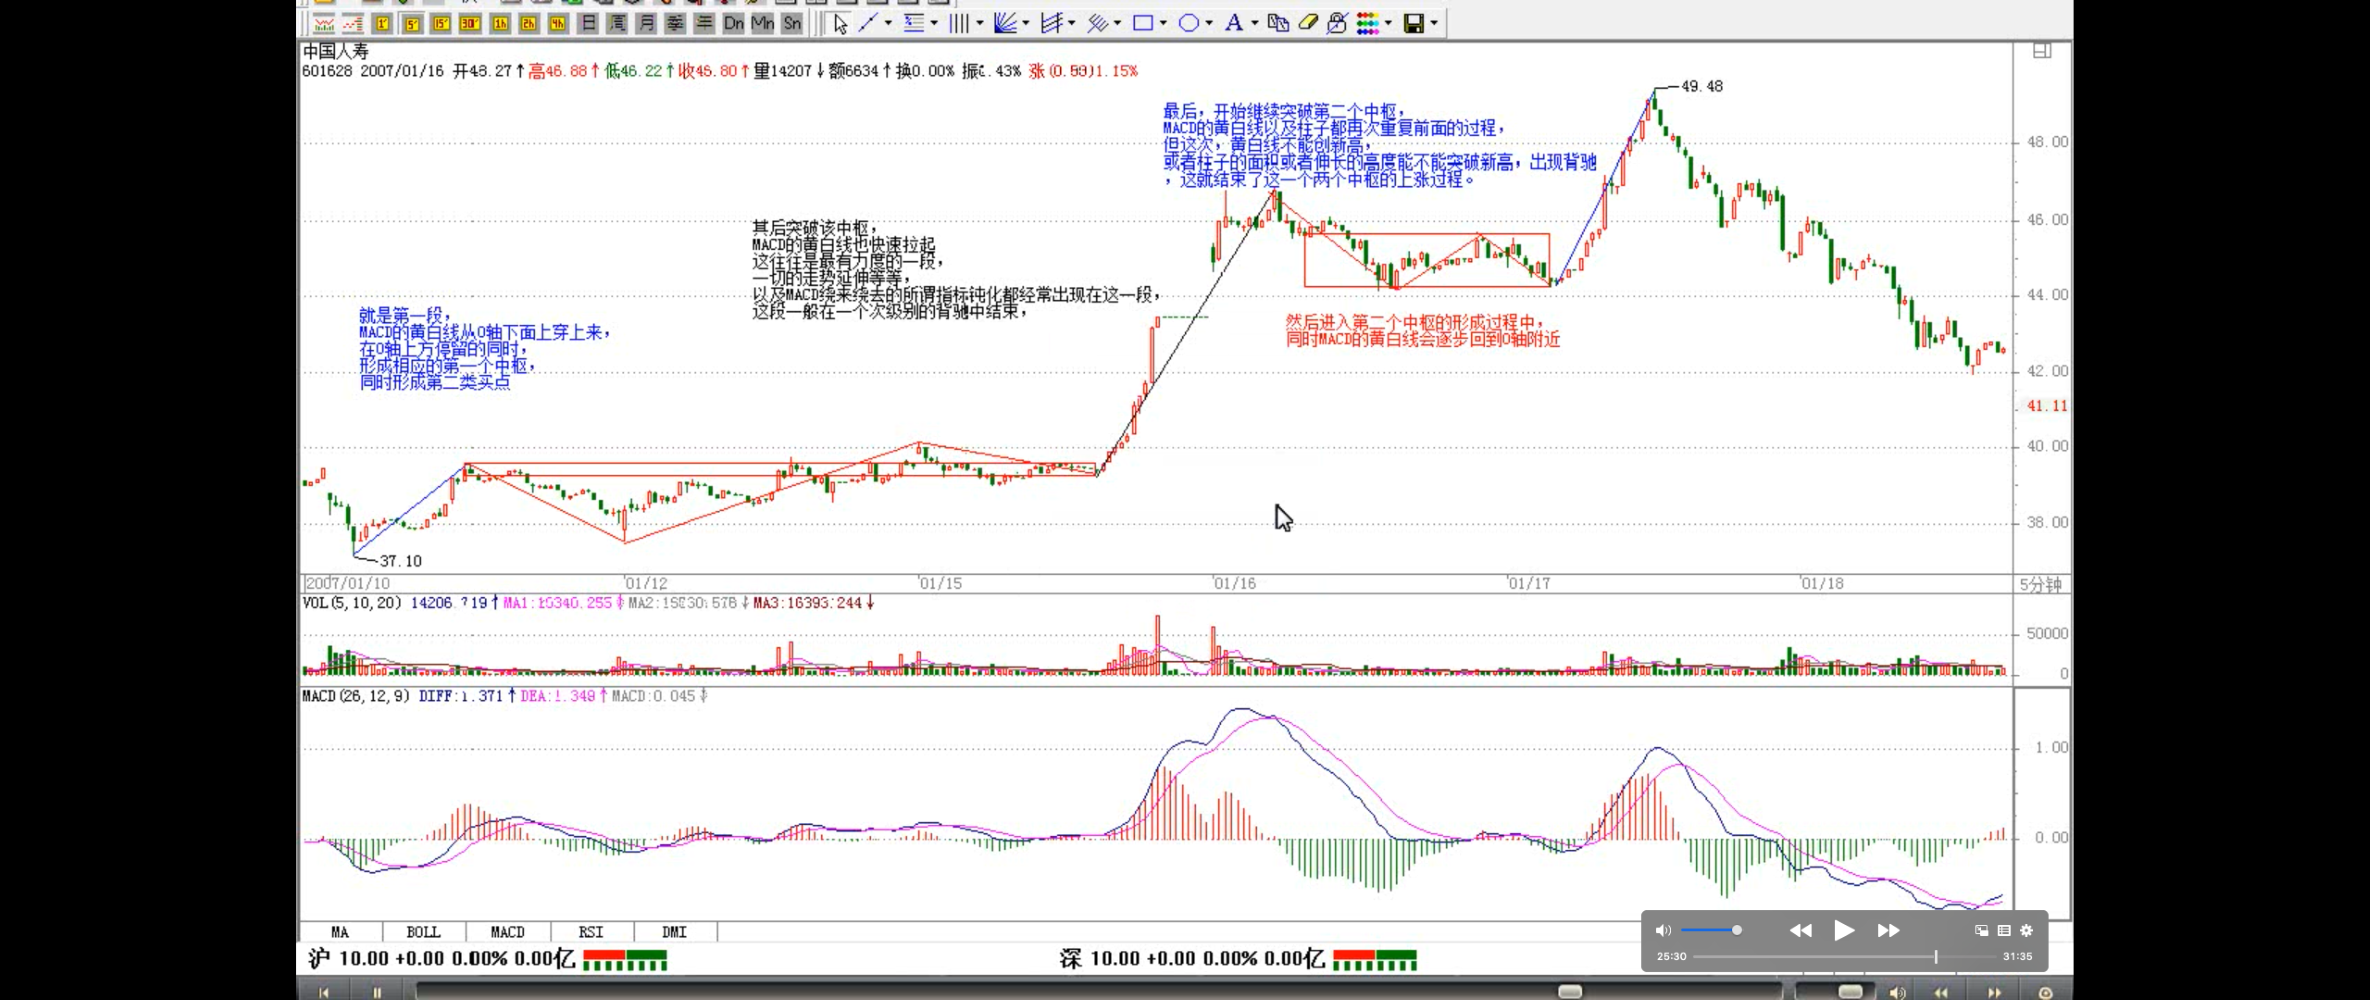 1' 5' 15' 30' 1h 2h 4h 日 周 月 季 年 Dn Mn Sn
中国人寿
601628 2007/01/16 开46.27↑高46.88↑低46.22↑收46.80↑量14207↓额6634↑换0.00% 振1.43% 涨(0.53)1.15%
49.48
最后，开始继续突破第二个中枢，
MACD的黄白线以及柱子都再次重复前面的过程，
但这次，黄白线不能创新高，
或者柱子的面积或者伸长的高度能不能突破新高，出现背驰
，这就结束了这一个两个中枢的上涨过程。
48.00
其后突破该中枢，
MACD的黄白线也快速拉起
这往往是最有力度的一段，
一切的走势延伸等等，
以及MACD绕来绕去的所谓指标钝化都经常出现在这一段，
这段一般在一个次级别的背驰中结束，
46.00
44.00
就是第一段，
MACD的黄白线从0轴下面上穿上来，
在0轴上方停留的同时，
形成相应的第一个中枢，
同时形成第二类买点
然后进入第二个中枢的形成过程中，
同时MACD的黄白线会逐步回到0轴附近
42.00
41.11
40.00
38.00
37.10
2007/01/10 01/12 01/15 01/16 01/17 01/18 5分钟
VOL(5,10,20) 14206.719↑ MA3:16393.244↓
50000
0
MACD(26,12,9) DIFF:1.371↑ DEA:1.349↑ MACD:0.045
1.00
0.00
MA BOLL MACD RSI DMI
沪 10.00 +0.00 0.00% 0.00亿 深 10.00 +0.00 0.00% 0.00亿
25:30 31:35